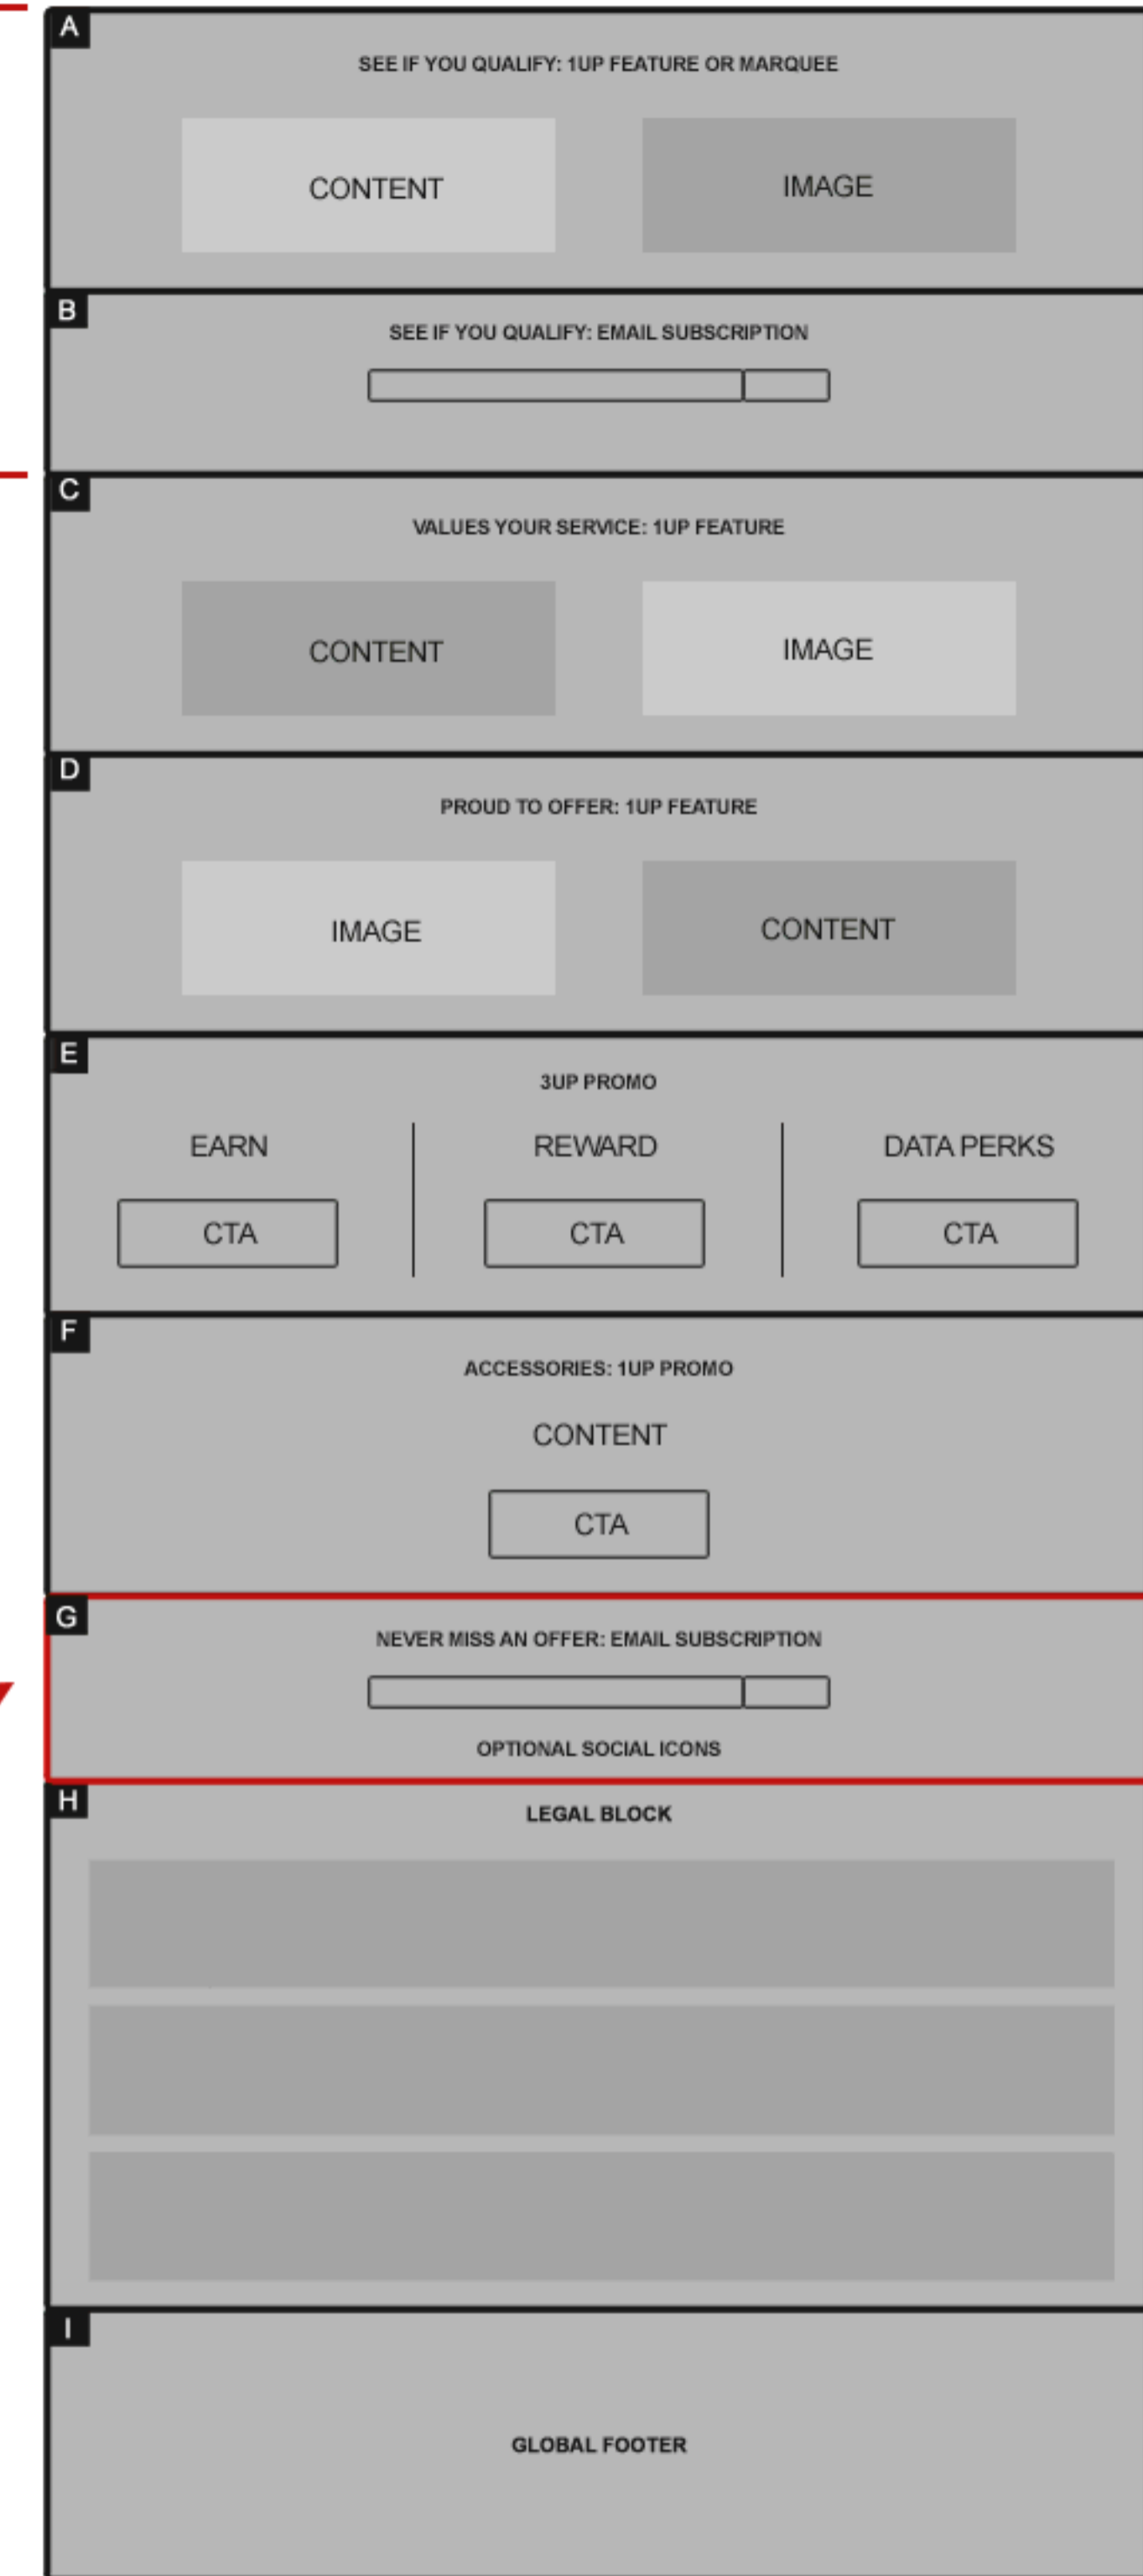 A
SEE IF YOU QUALIFY: 1UP FEATURE OR MARQUEE
CONTENT IMAGE
B
SEE IF YOU QUALIFY: EMAIL SUBSCRIPTION
C
VALUES YOUR SERVICE: 1UP FEATURE
CONTENT IMAGE
D
PROUD TO OFFER: 1UP FEATURE
IMAGE CONTENT
E
3UP PROMO
EARN REWARD DATA PERKS
CTA CTA CTA
F
ACCESSORIES: 1UP PROMO
CONTENT
CTA
G
NEVER MISS AN OFFER: EMAIL SUBSCRIPTION
OPTIONAL SOCIAL ICONS
H
LEGAL BLOCK
I
GLOBAL FOOTER